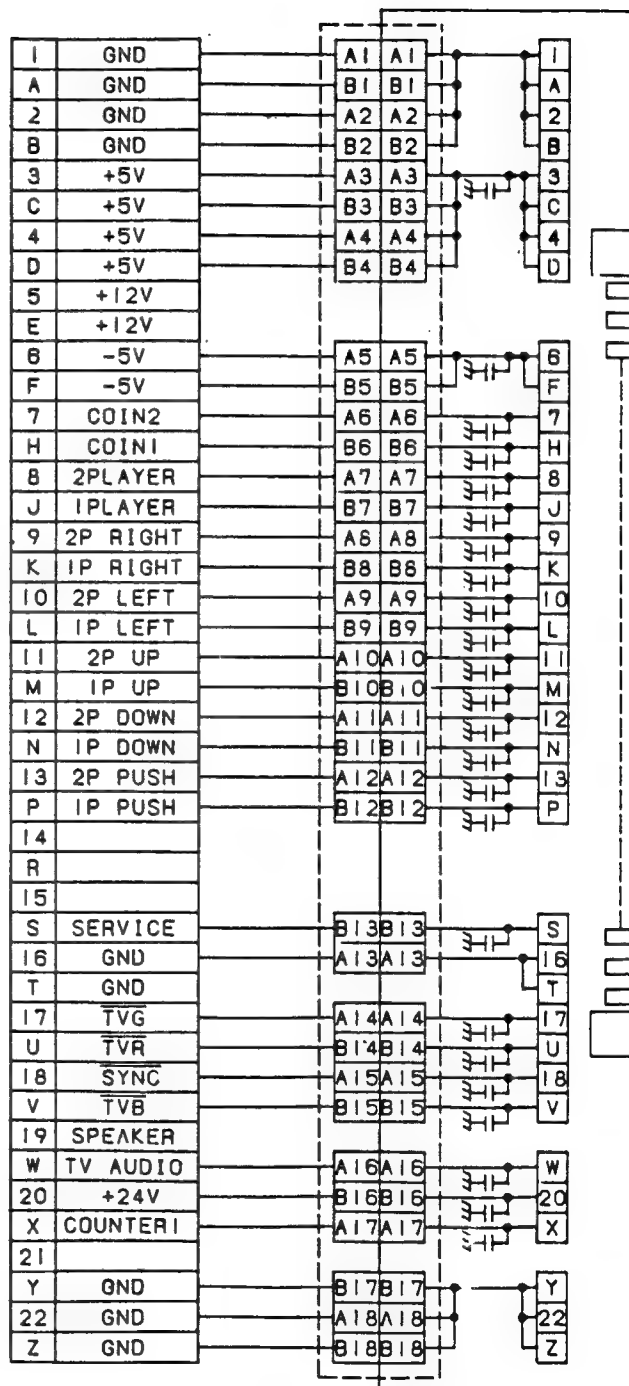 1 GND A1 A1 1
A GND B1 B1 A
2 GND A2 A2 2
B GND B2 B2 B
3 +5V A3 A3 3
C +5V B3 B3 C
4 +5V A4 A4 4
D +5V B4 B4 D
5 +12V
E +12V
6 -5V A5 A5 6
F -5V B5 B5 F
7 COIN2 A6 A6 7
H COIN1 B6 B6 H
8 2PLAYER A7 A7 8
J 1PLAYER B7 B7 J
9 2P RIGHT A8 A8 9
K 1P RIGHT B8 B8 K
10 2P LEFT A9 A9 10
L 1P LEFT B9 B9 L
11 2P UP A10 A10 11
M 1P UP B10 B10 M
12 2P DOWN A11 A11 12
N 1P DOWN B11 B11 N
13 2P PUSH A12 A12 13
P 1P PUSH B12 B12 P
14
R
15
S SERVICE B13 B13 S
16 GND A13 A13 16
T GND T
17 TVG A14 A14 17
U TVR B14 B14 U
18 SYNC A15 A15 18
V TVB B15 B15 V
19 SPEAKER
W TV AUDIO A16 A16 W
20 +24V B16 B16 20
X COUNTER1 A17 A17 X
21
Y GND B17 B17 Y
22 GND A18 A18 22
Z GND B18 B18 Z